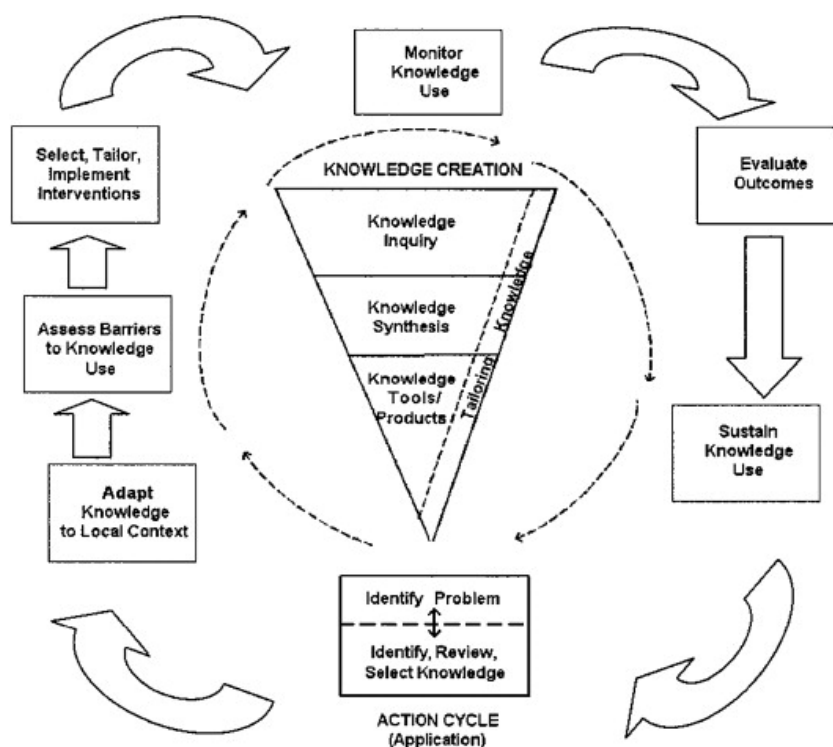 Monitor
Knowledge
Use
Select, Tailor,
Implement
Interventions
Evaluate
Outcomes
KNOWLEDGE CREATION
Knowledge
Inquiry
Knowledge
Synthesis
Knowledge
Tools/
Products
Tailoring Knowledge
Assess Barriers
to Knowledge
Use
Sustain
Knowledge
Use
Adapt
Knowledge
to Local Context
Identify Problem
Identify, Review,
Select Knowledge
ACTION CYCLE
(Application)